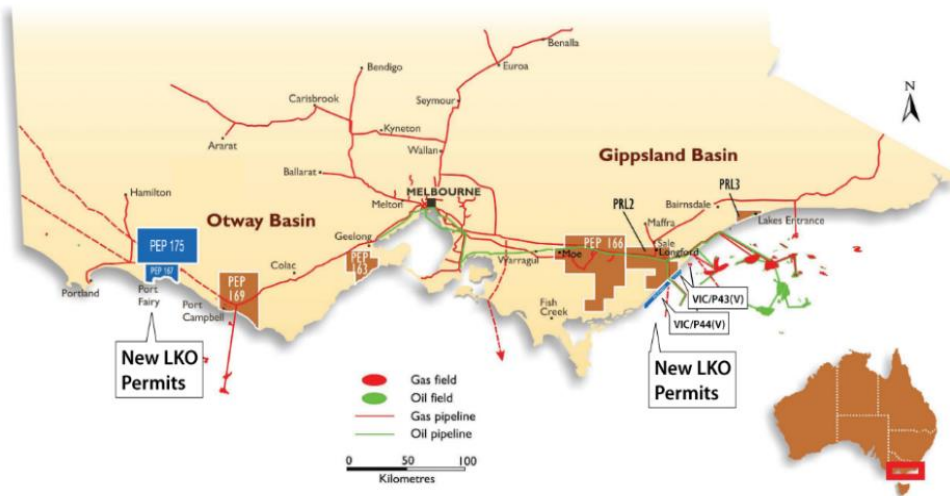 Benalla
Bendigo
Euroa
Carisbrook
Seymour
N
Kyneton
Ararat
Wallan
Gippsland Basin
Ballarat
PRL3
Hamilton
MELBOURNE
Bairnsdale
Melton
PRL2
Otway Basin
Maffra
Lakes Entrance
Geelong
PEP 175
PEP 166
Sale
Longford
Moe
Warragul
PEP
63
Colac
PEP 167
PEP
169
Portland
Port
Fairy
Port
Campbell
Fish
Creek
VIC/P43(V)
VIC/P44(V)
New LKO
Permits
New LKO
Permits
Gas field
Oil field
Gas pipeline
Oil pipeline
0 50 100
Kilometres